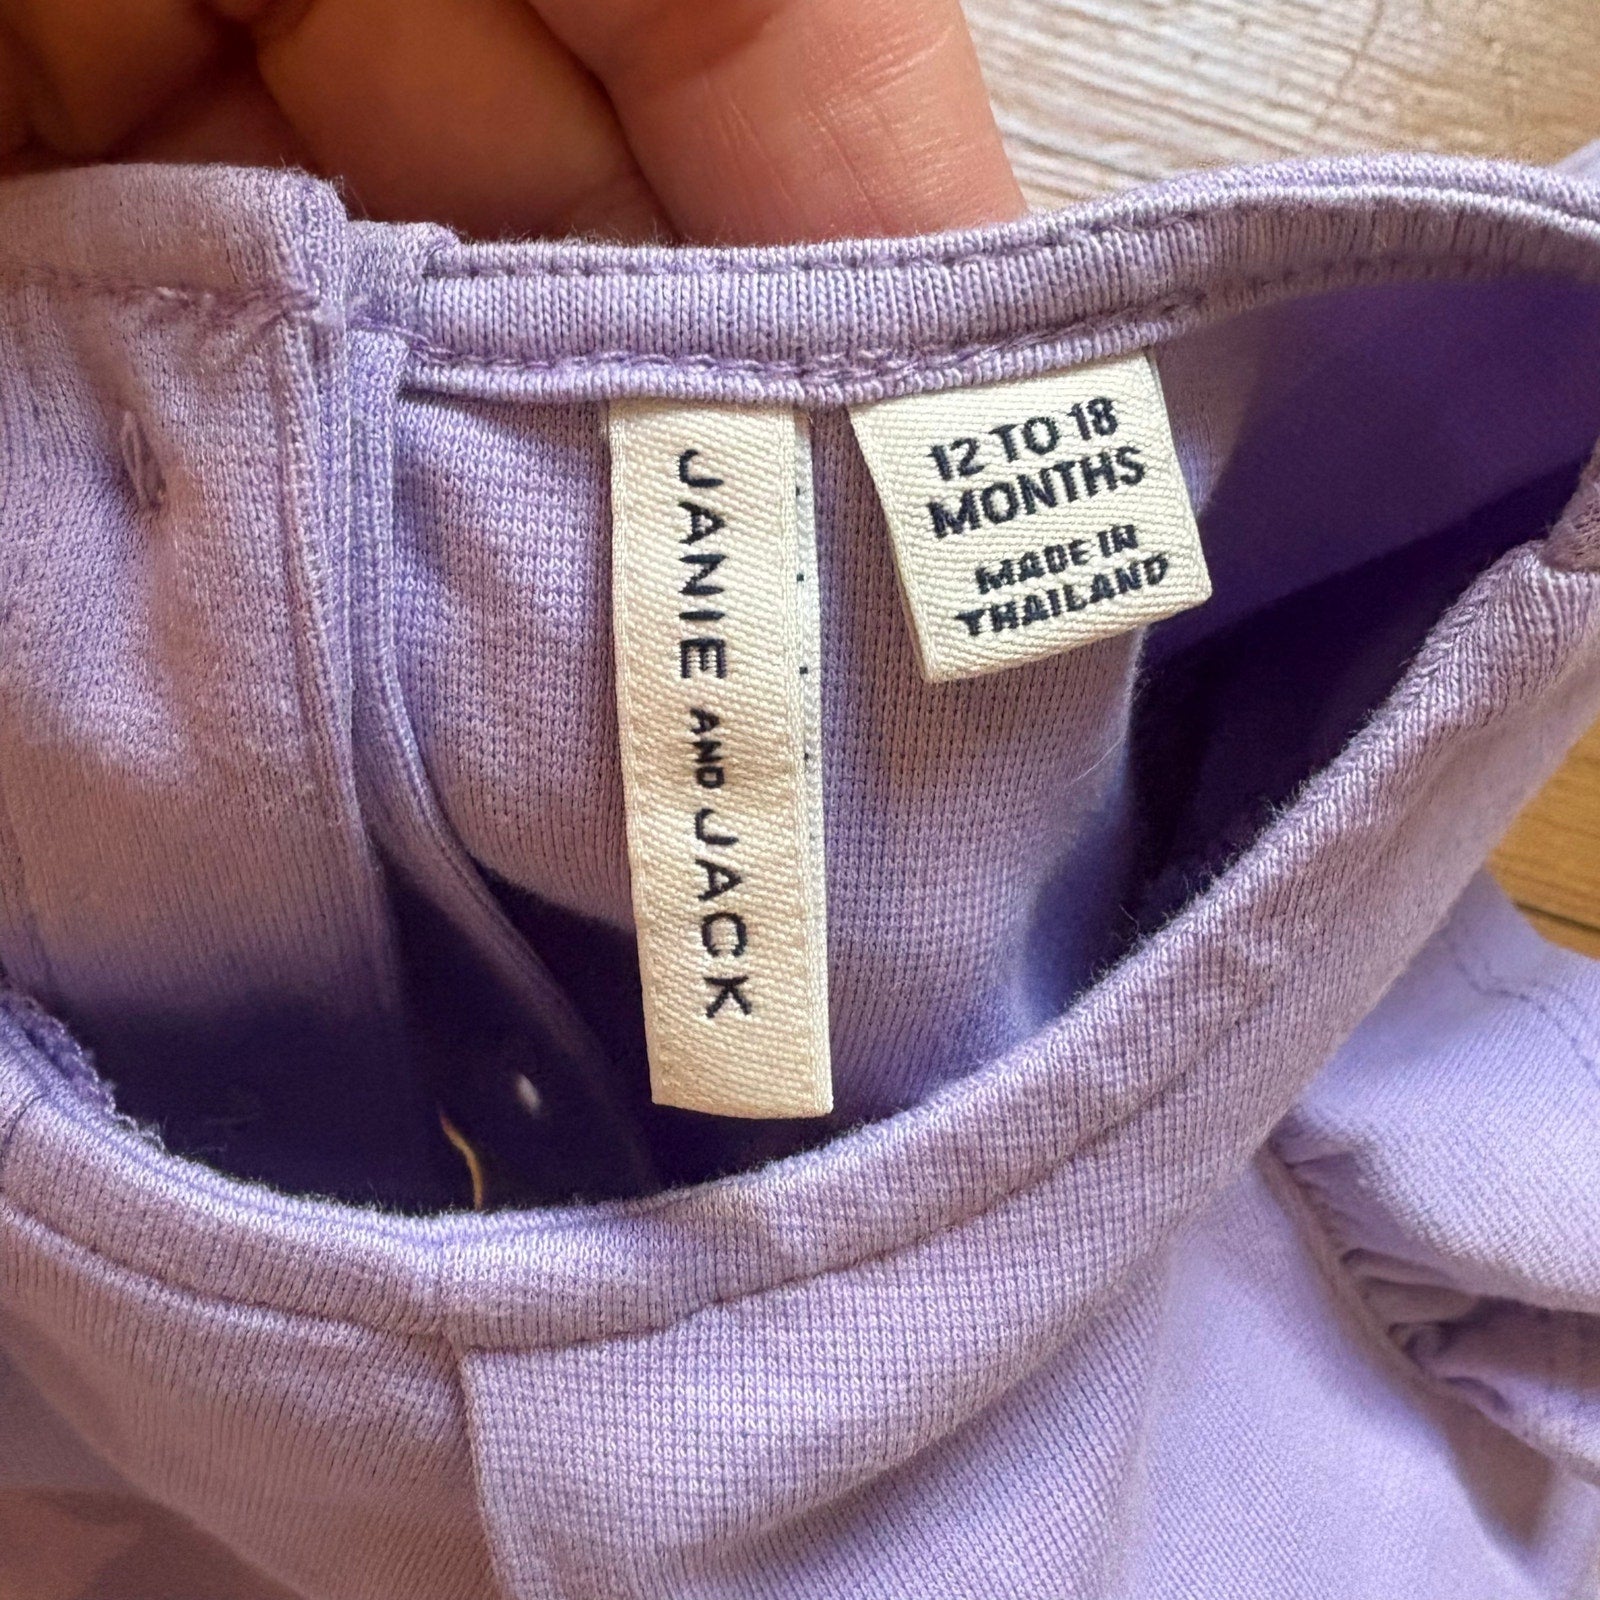 JANIE AND JACK
12 TO 18
MONTHS
MADE IN
THAILAND